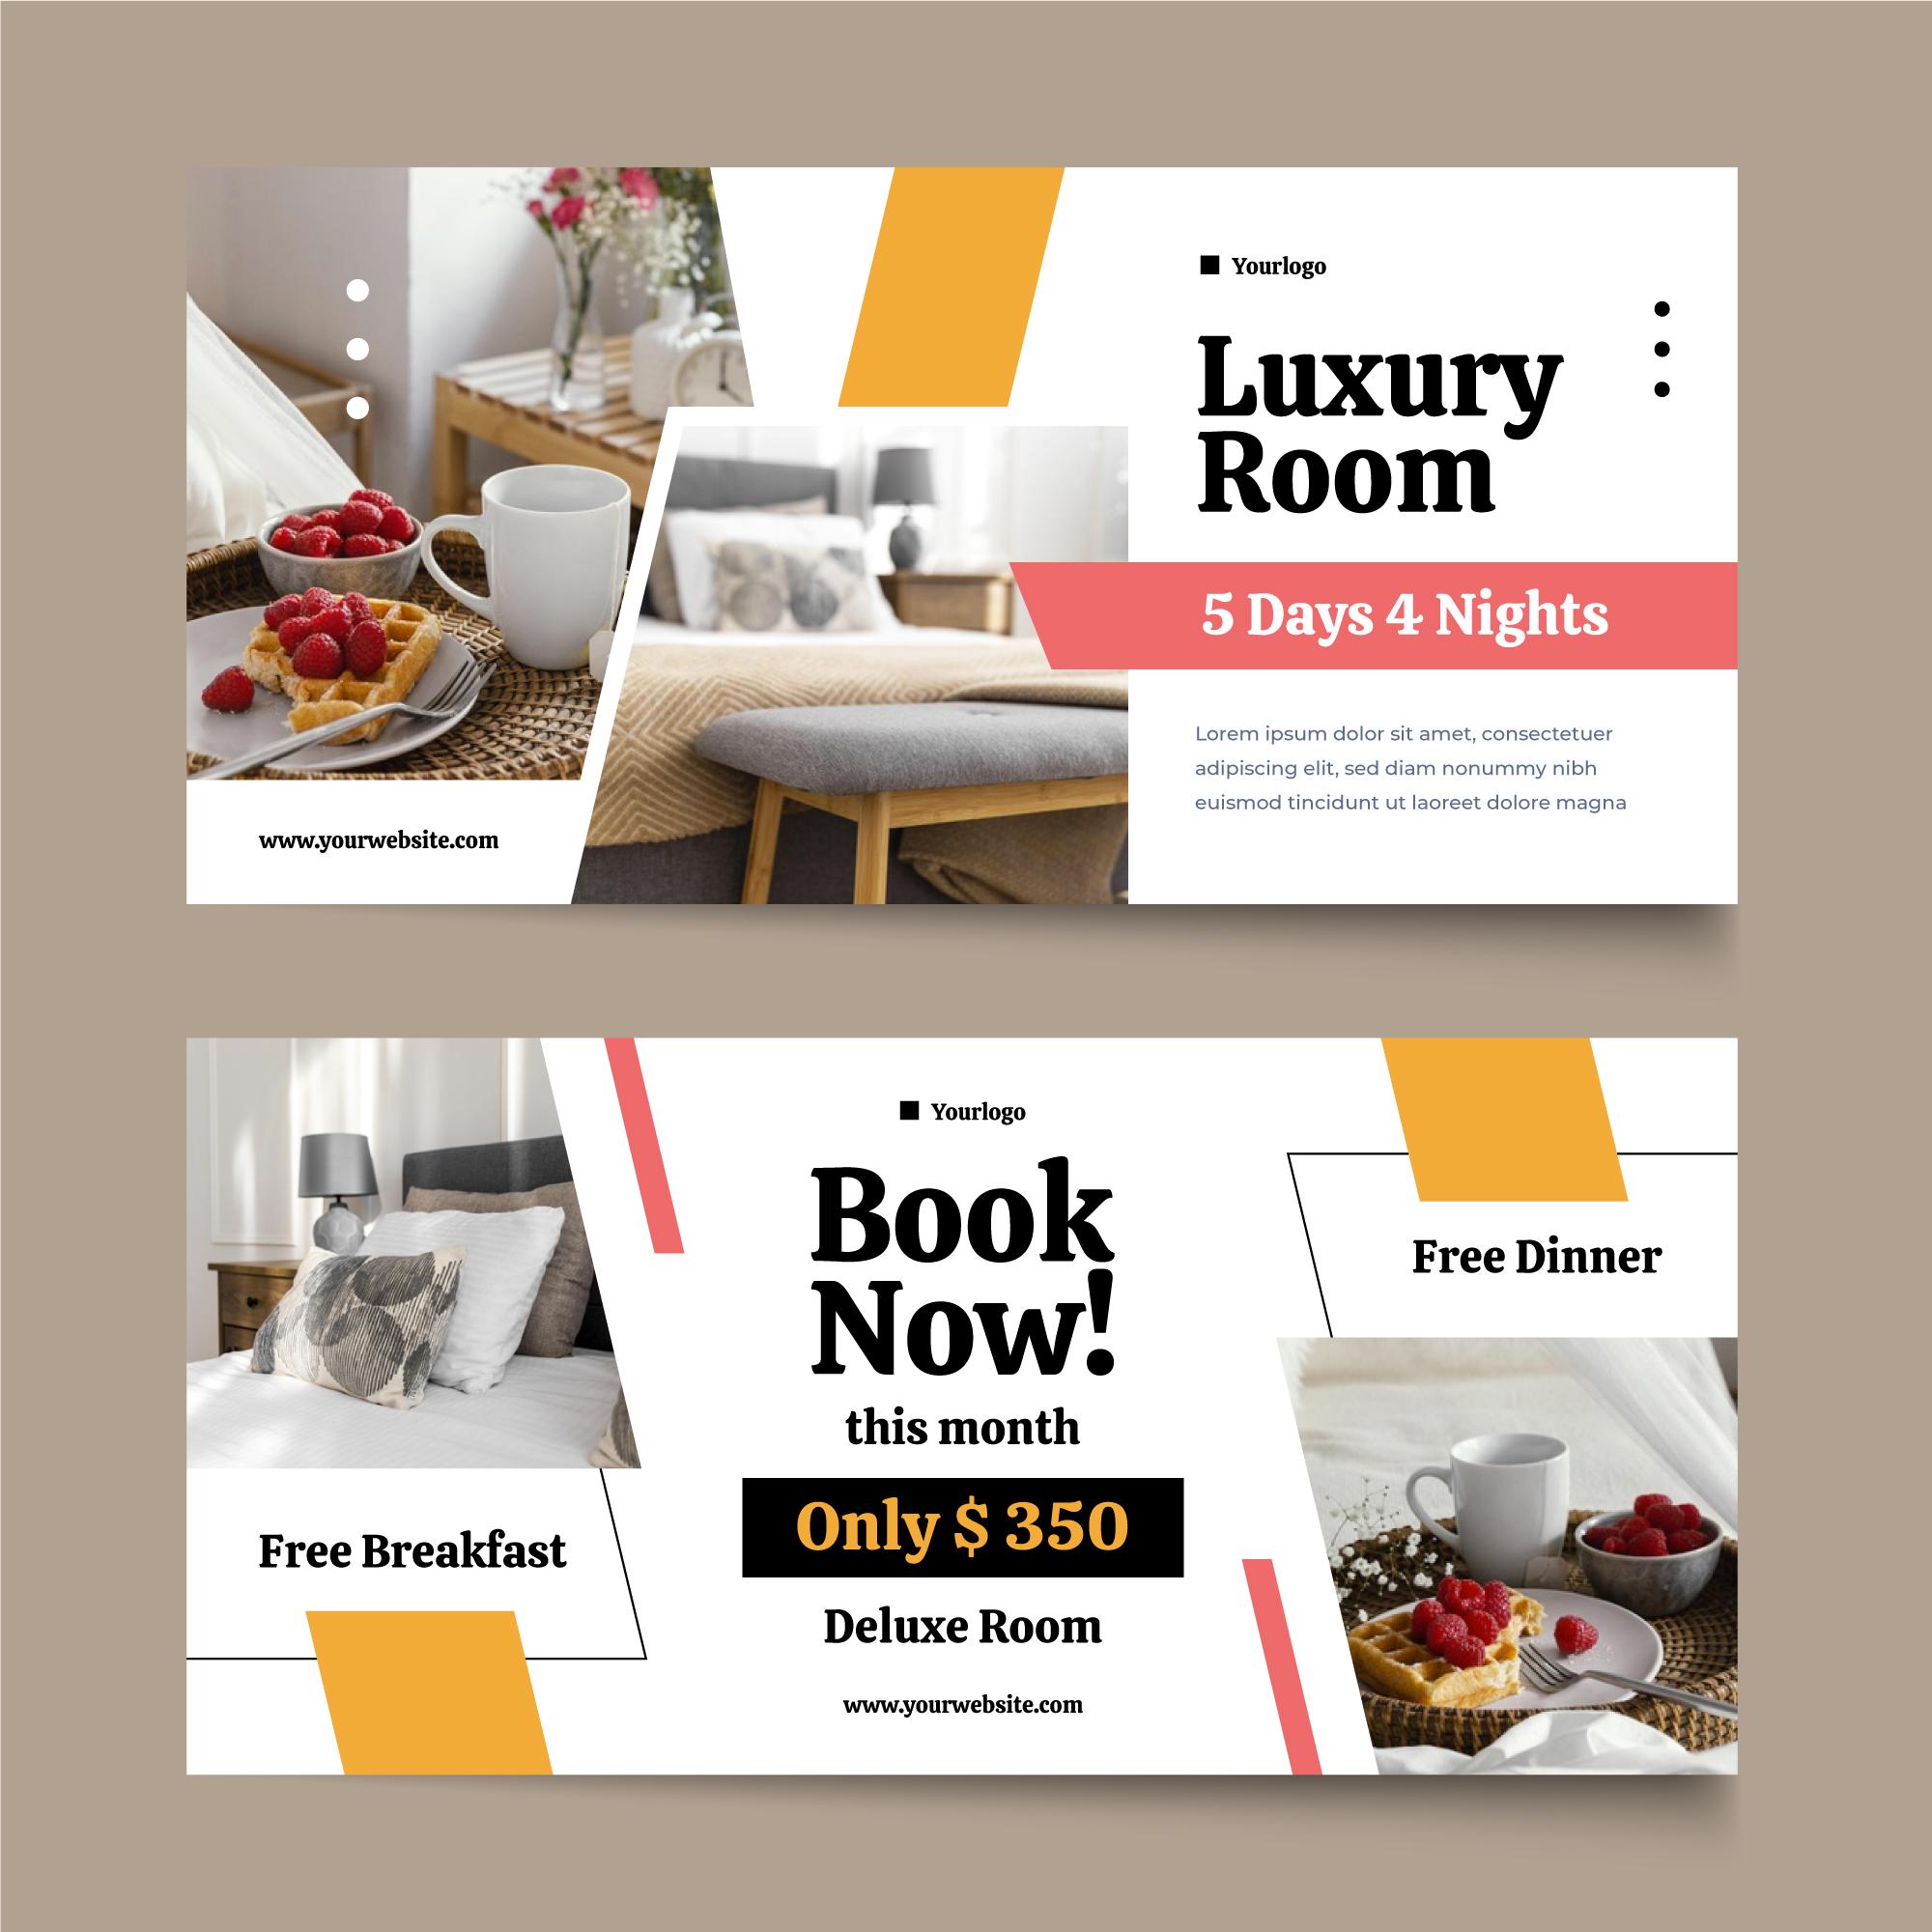 Yourlogo
Luxury
Room
5 Days 4 Nights
Lorem ipsum dolor sit amet, consectetuer
adipiscing elit, sed diam nonummy nibh
euismod tincidunt ut laoreet dolore magna
www.yourwebsite.com
Yourlogo
Book
Now!
this month
Only $ 350
Deluxe Room
www.yourwebsite.com
Free Breakfast
Free Dinner